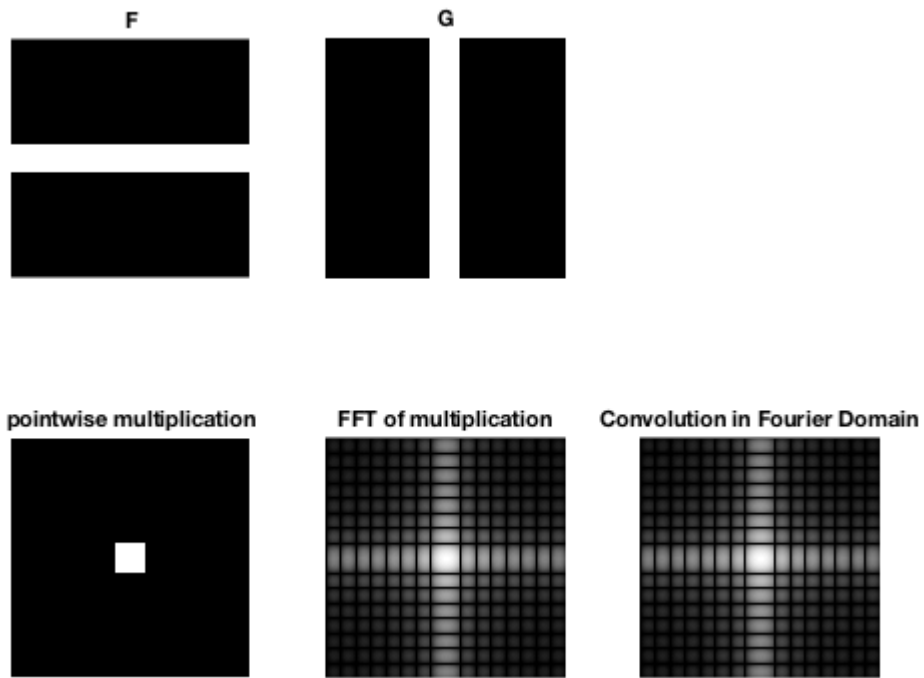 F
G
pointwise multiplication
FFT of multiplication
Convolution in Fourier Domain